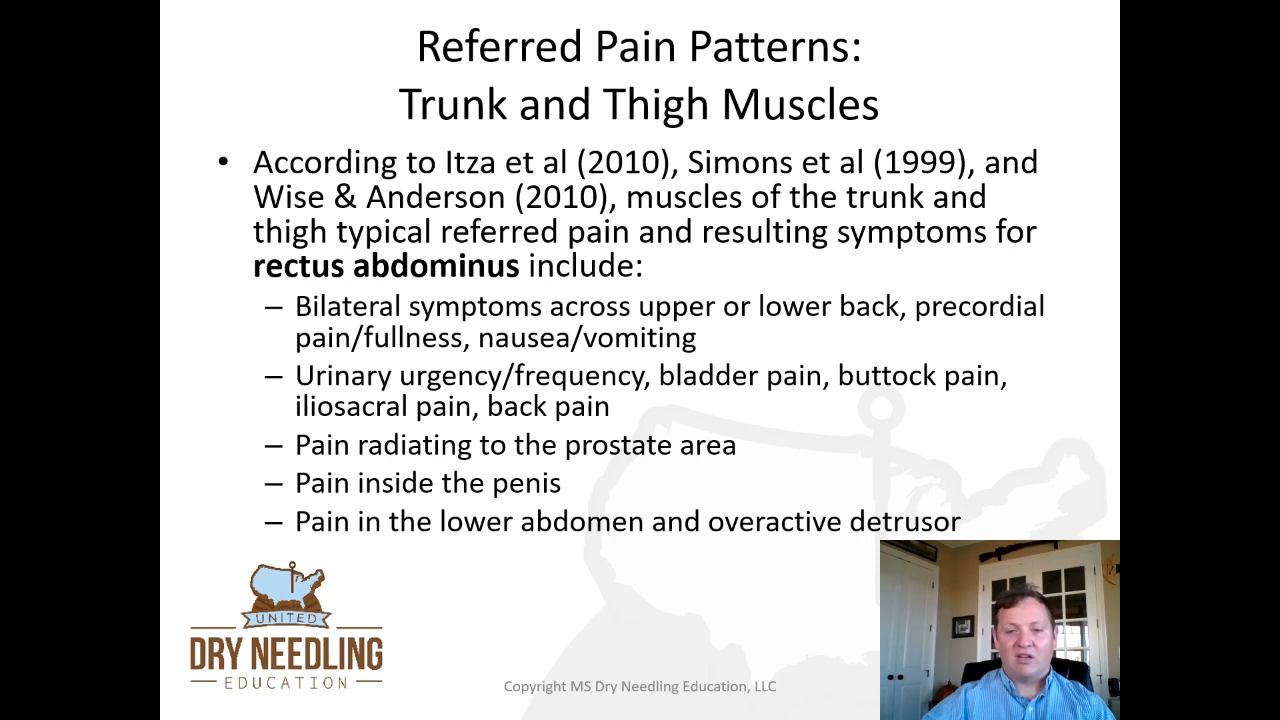 Referred Pain Patterns:
Trunk and Thigh Muscles
• According to Itza et al (2010), Simons et al (1999), and
Wise & Anderson (2010), muscles of the trunk and
thigh typical referred pain and resulting symptoms for
rectus abdominus include:
– Bilateral symptoms across upper or lower back, precordial
pain/fullness, nausea/vomiting
– Urinary urgency/frequency, bladder pain, buttock pain,
iliosacral pain, back pain
– Pain radiating to the prostate area
– Pain inside the penis
– Pain in the lower abdomen and overactive detrusor
UNITED
DRY NEEDLING
EDUCATION
Copyright MS Dry Needling Education, LLC